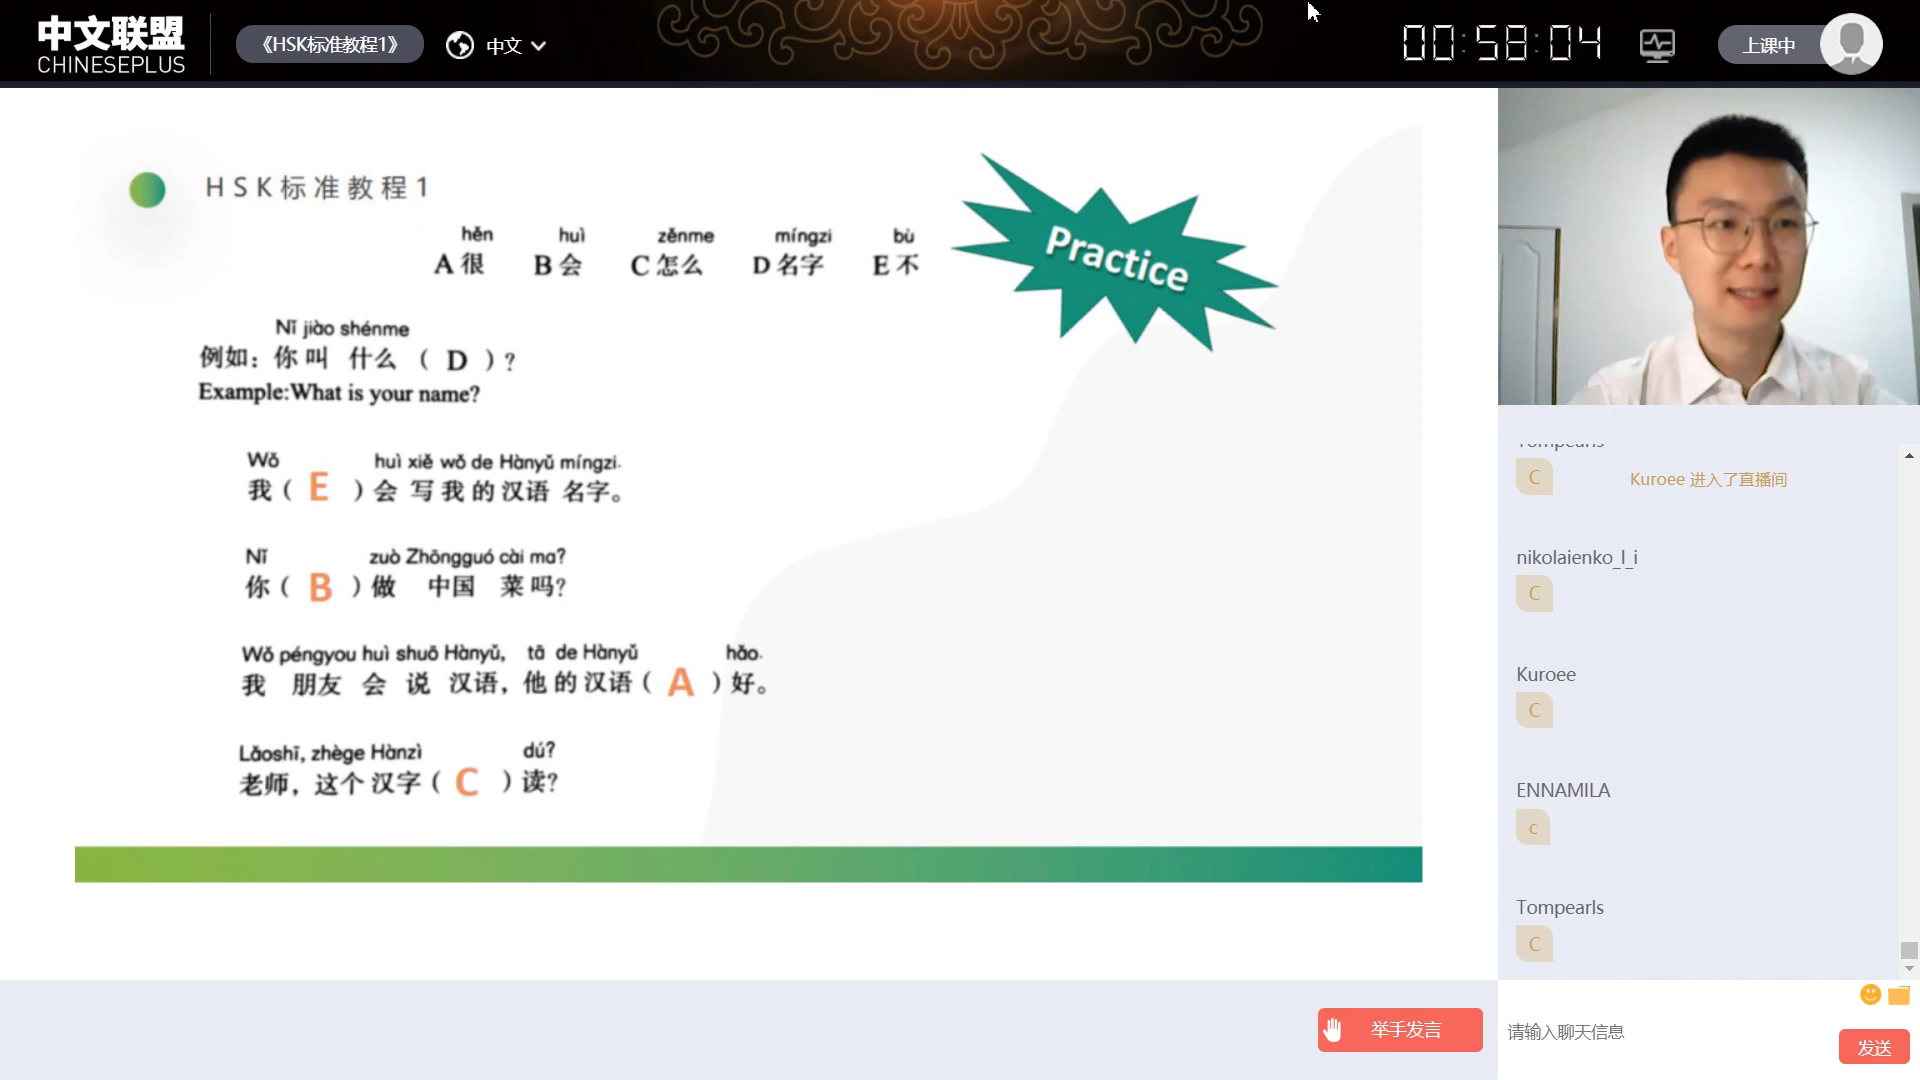 中文联盟
CHINESEPLUS
《HSK标准教程1》
中文
00:58:04
上课中
HSK标准教程1
Practice
hěn huì zěnme míngzi bù
A 很 B 会 C 怎么 D 名字 E 不
Nǐ jiào shénme
例如：你 叫 什么 （ D ）？
Example:What is your name?
Wǒ huì xiě wǒ de Hànyǔ míngzi.
我（ E ）会 写 我 的 汉语 名字。
Nǐ zuò Zhōngguó cài ma?
你（ B ）做 中国 菜 吗？
Wǒ péngyou huì shuō Hànyǔ, tā de Hànyǔ hǎo.
我 朋友 会 说 汉语，他 的 汉语（ A ）好。
Lǎoshī, zhège Hànzì dú?
老师，这个 汉字（ C ）读？
Tompearls
C
Kuroee 进入了直播间
nikolaienko_l_i
C
Kuroee
C
ENNAMILA
c
Tompearls
C
举手发言
请输入聊天信息
发送